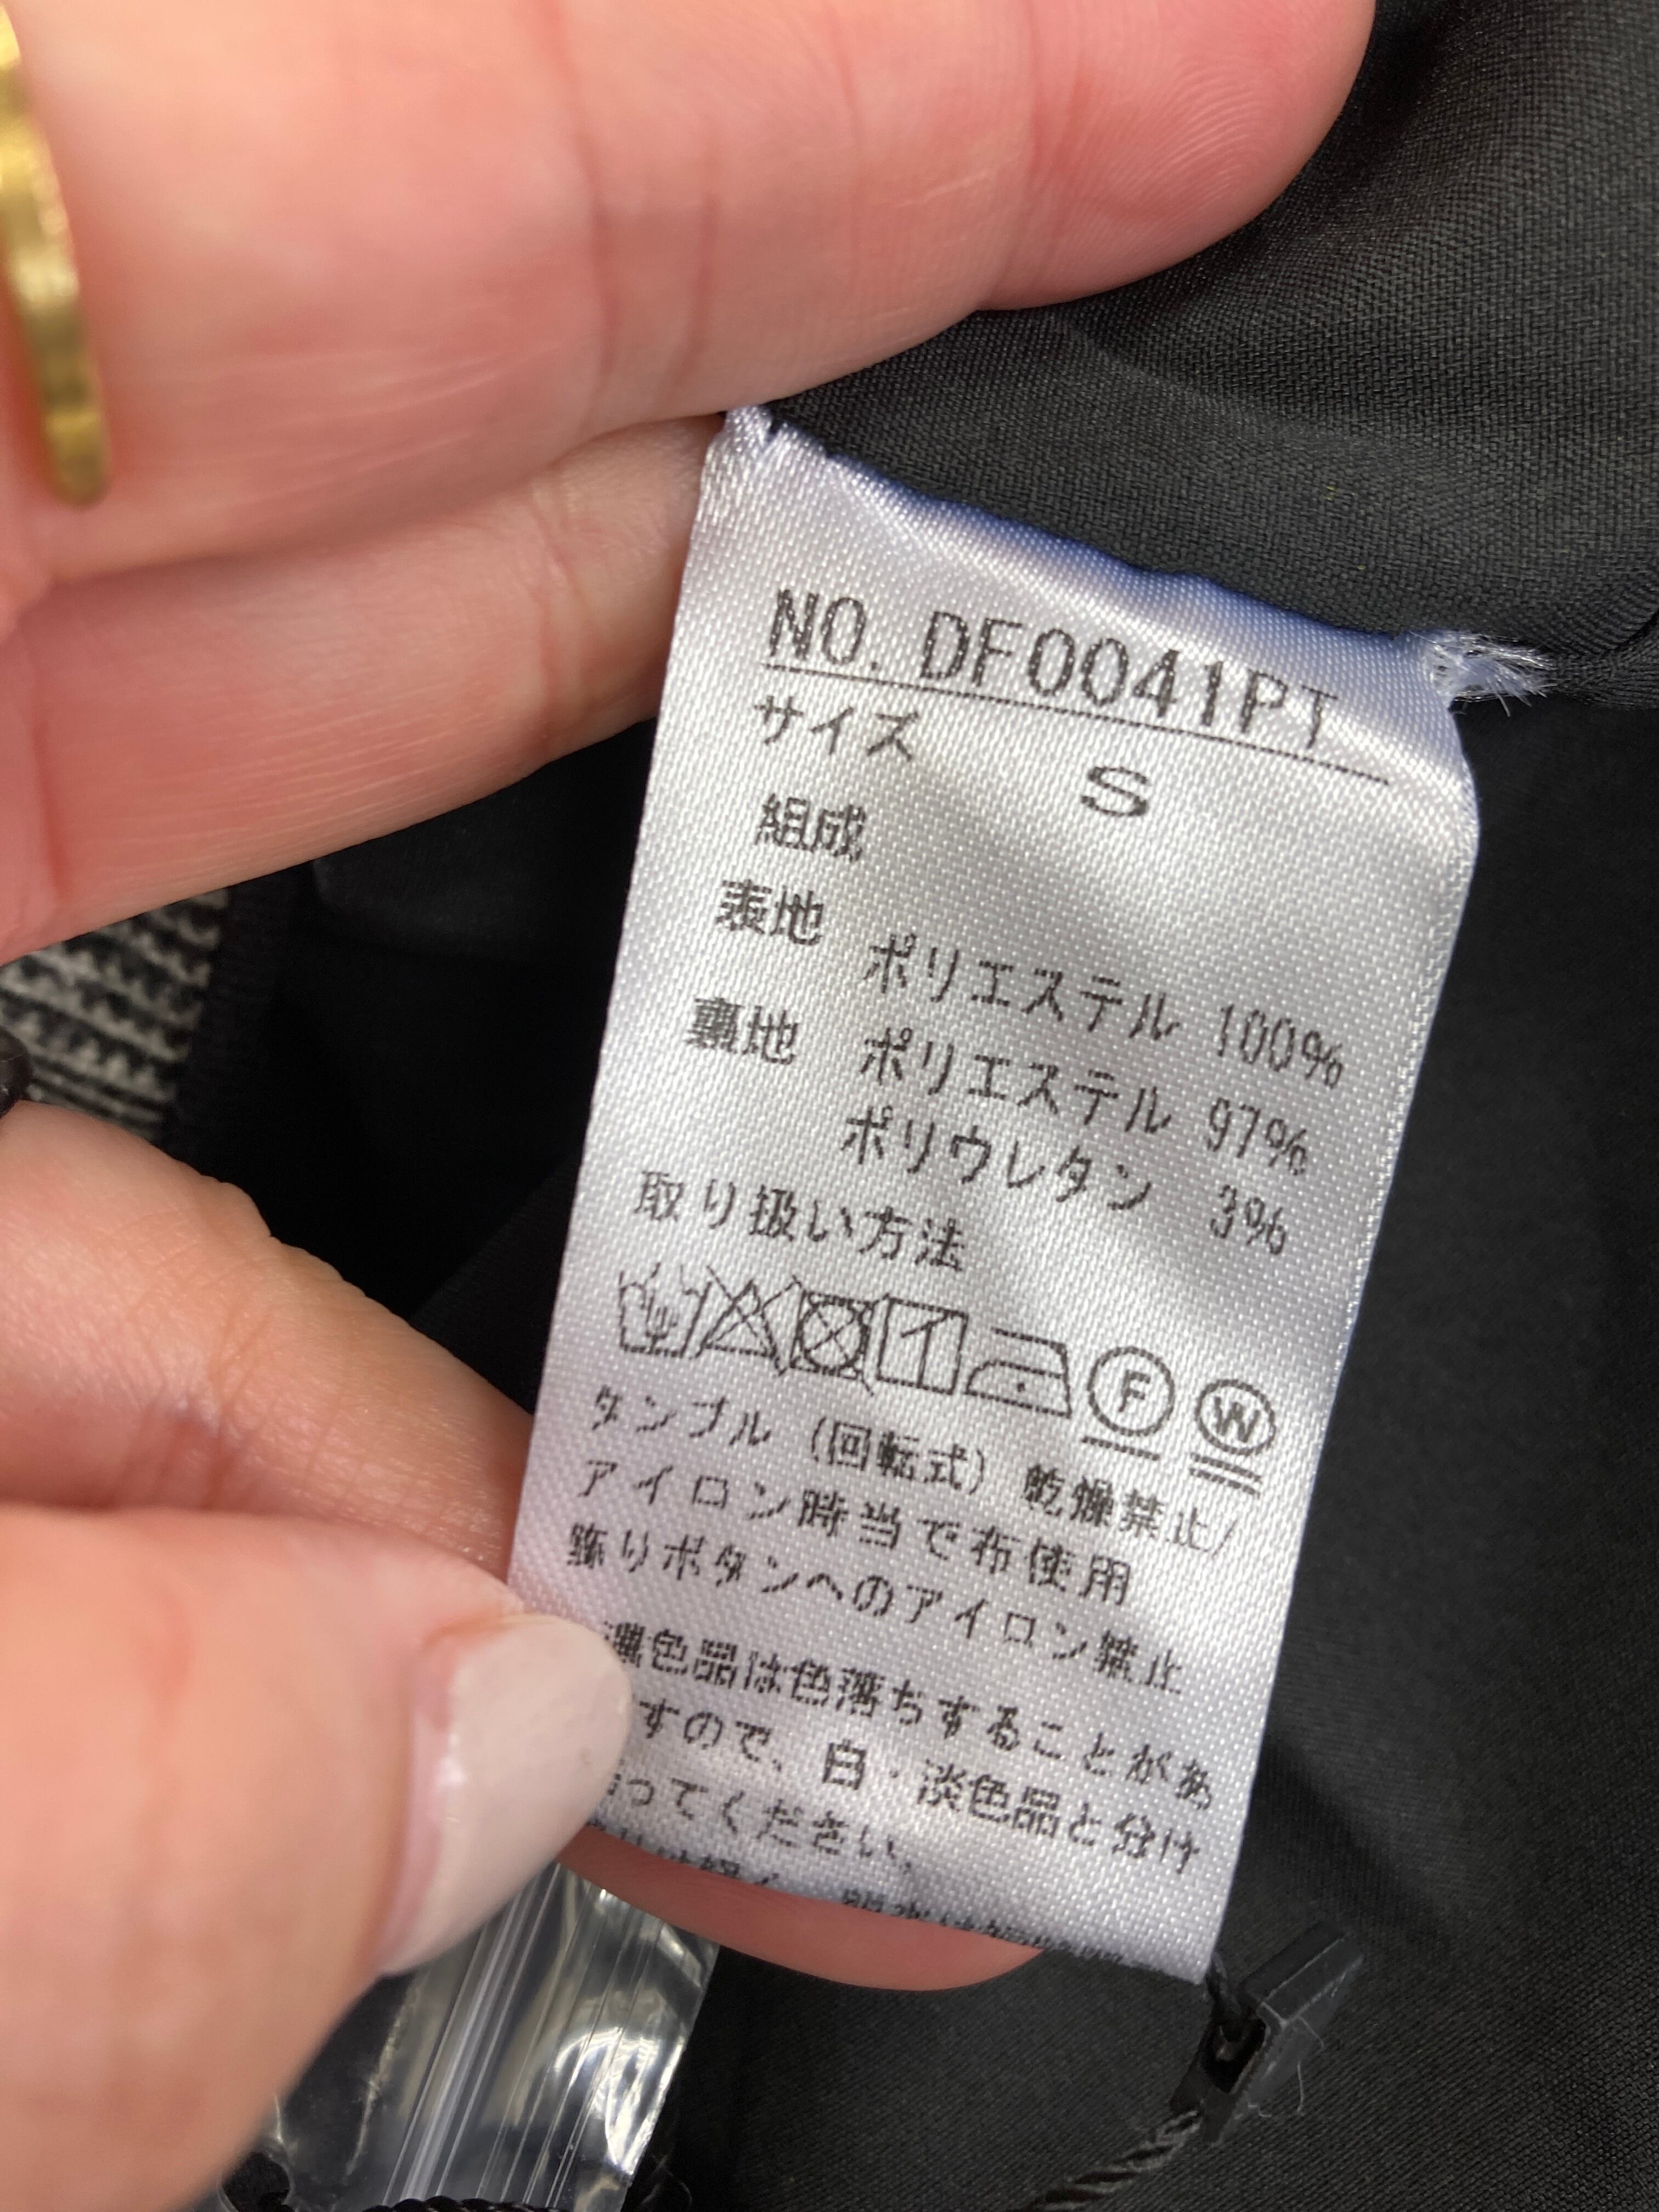 NO. DF0041PT
サイズ S
組成
表地 ポリエステル 100%
裏地 ポリエステル 97%
ポリウレタン 3%
取り扱い方法
F W
タンブル (回転式) 乾燥禁止/
アイロン時当て布使用
飾りボタンへのアイロン禁止
濃色品は色落ちすることがあ
すので、白・淡色品と分け
ってください。